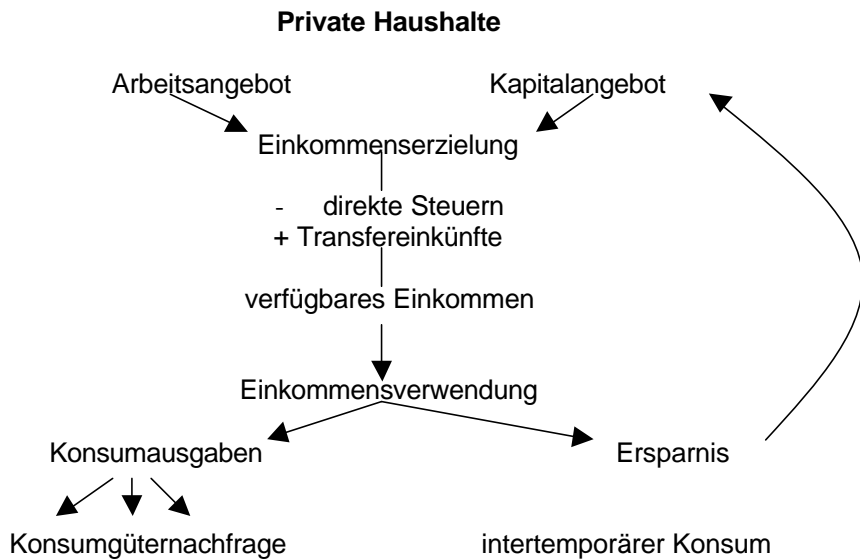 Private Haushalte
Arbeitsangebot Kapitalangebot
Einkommenserzielung
- direkte Steuern
+ Transfereinkünfte
verfügbares Einkommen
Einkommensverwendung
Konsumausgaben Ersparnis
Konsumgüternachfrage intertemporärer Konsum